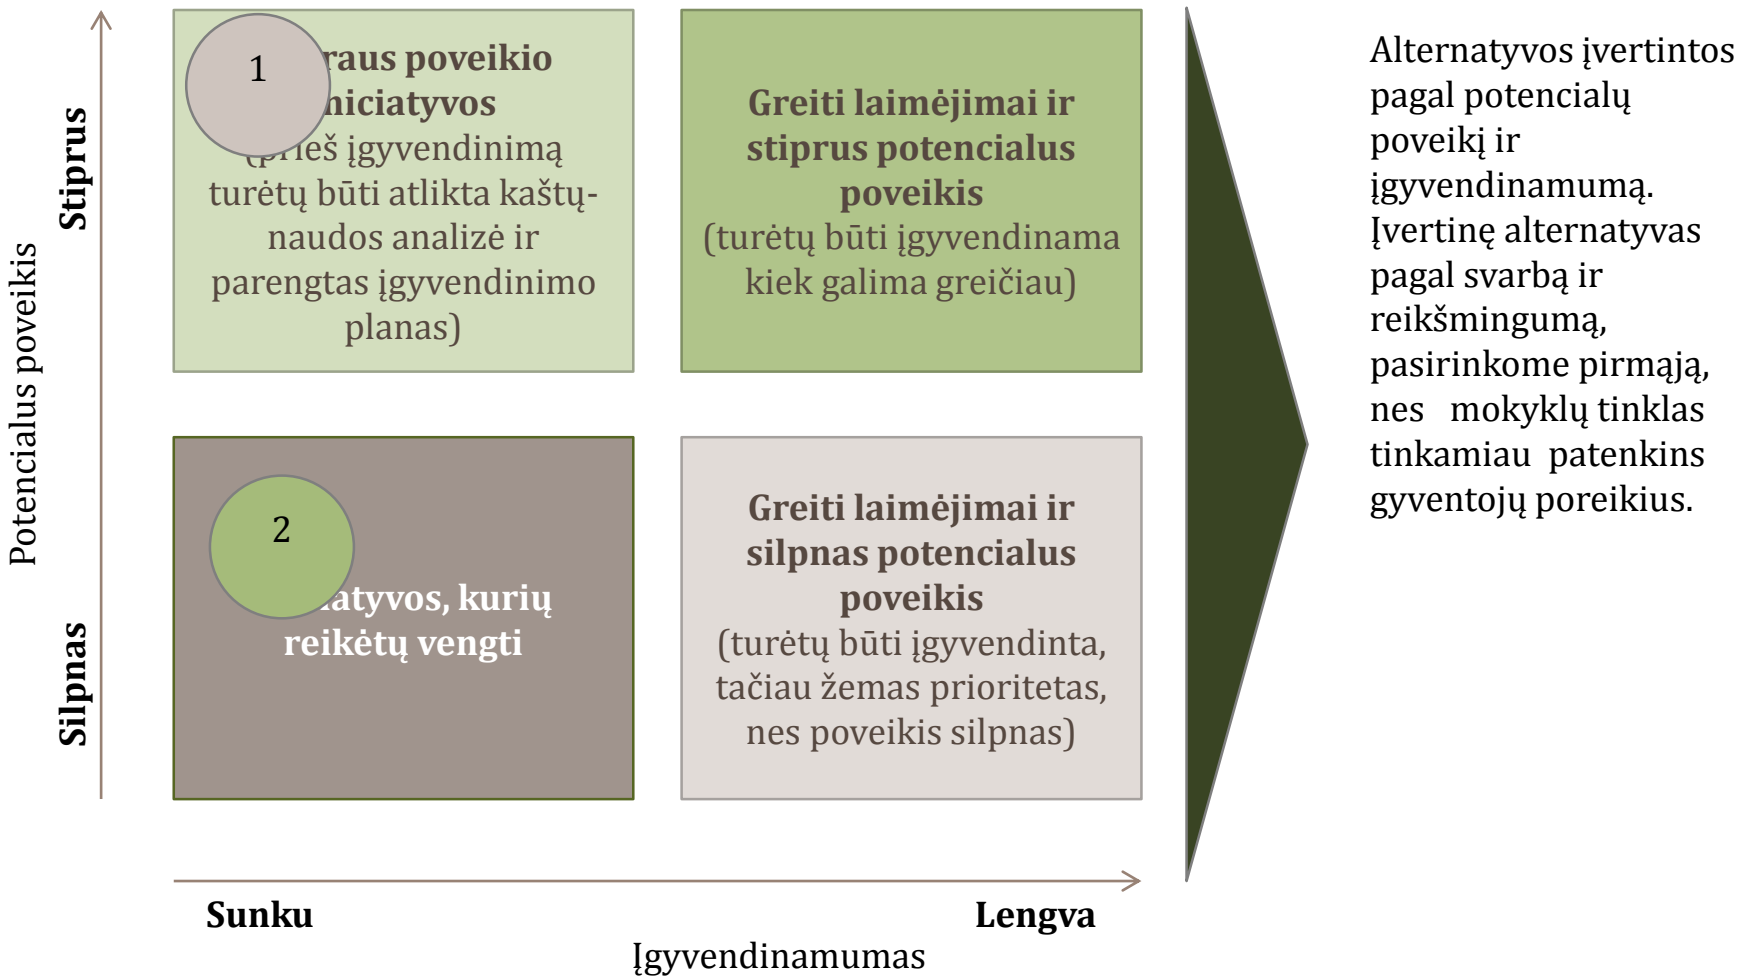 Potencialus poveikis
Stiprus
Silpnas
1
raus poveikio
niciatyvos
(prieš įgyvendinimą
turėtų būti atlikta kaštų-
naudos analizė ir
parengtas įgyvendinimo
planas)
Greiti laimėjimai ir
stiprus potencialus
poveikis
(turėtų būti įgyvendinama
kiek galima greičiau)
2
atyvos, kurių
reikėtų vengti
Greiti laimėjimai ir
silpnas potencialus
poveikis
(turėtų būti įgyvendinta,
tačiau žemas prioritetas,
nes poveikis silpnas)
Sunku
Lengva
Įgyvendinamumas
Alternatyvos įvertintos
pagal potencialų
poveikį ir
įgyvendinamumą.
Įvertinę alternatyvas
pagal svarbą ir
reikšmingumą,
pasirinkome pirmąją,
nes mokyklų tinklas
tinkamiau patenkins
gyventojų poreikius.